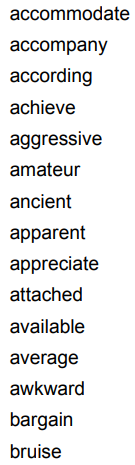 accommodate
accompany
according
achieve
aggressive
amateur
ancient
apparent
appreciate
attached
available
average
awkward
bargain
bruise